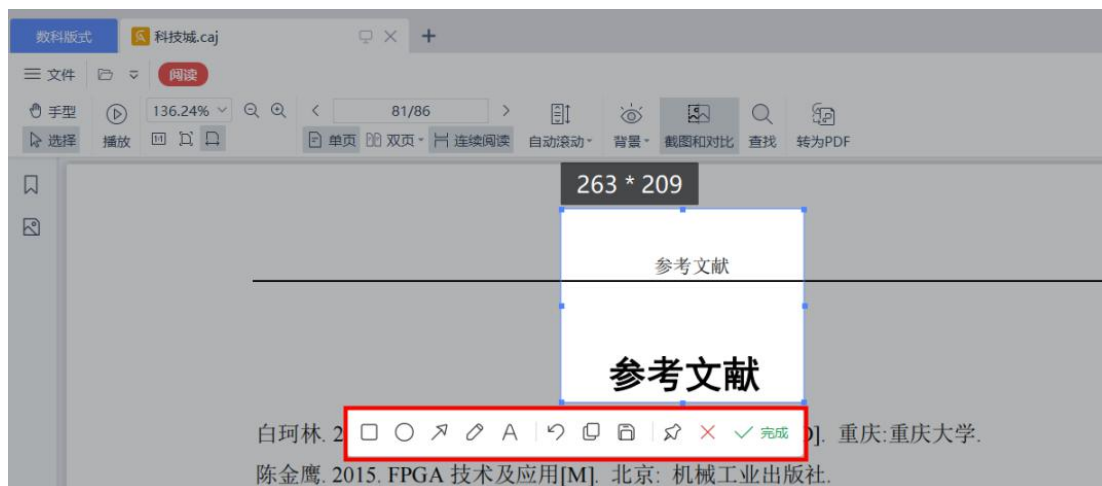 数科版式 科技城.caj
文件 阅读
手型 136.24% 81/86
选择 播放 单页 双页 连续阅读 自动滚动 背景 截图和对比 查找 转为PDF
263 * 209
参考文献
参考文献
白珂林. 2 A 完成 ]. 重庆:重庆大学.
陈金鹰. 2015. FPGA 技术及应用[M]. 北京: 机械工业出版社.